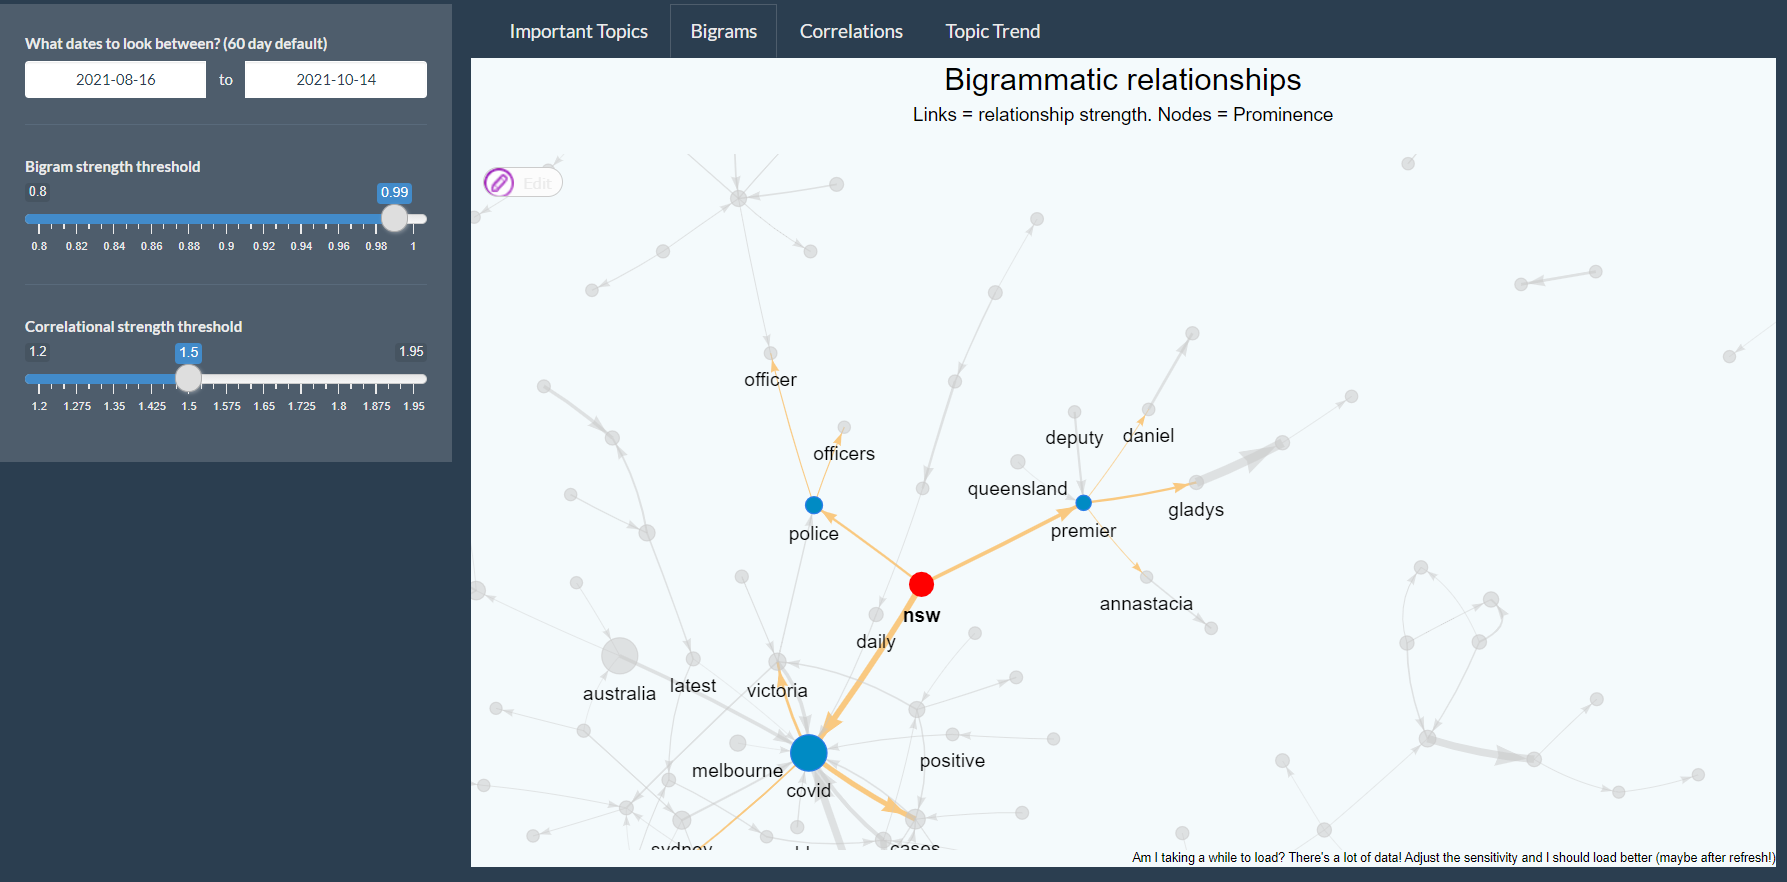 What dates to look between? (60 day default)
2021-08-16 to 2021-10-14
Bigram strength threshold
0.8 0.99
0.8 0.82 0.84 0.86 0.88 0.9 0.92 0.94 0.96 0.98 1
Correlational strength threshold
1.2 1.5 1.95
1.2 1.275 1.35 1.425 1.5 1.575 1.65 1.725 1.8 1.875 1.95
Important Topics Bigrams Correlations Topic Trend
Bigrammatic relationships
Links = relationship strength. Nodes = Prominence
Edit
officer
deputy daniel
officers
queensland
gladys
police premier
annastacia
nsw
daily
australia latest victoria
positive
melbourne
covid
sydney cases
Am I taking a while to load? There's a lot of data! Adjust the sensitivity and I should load better (maybe after refresh!)